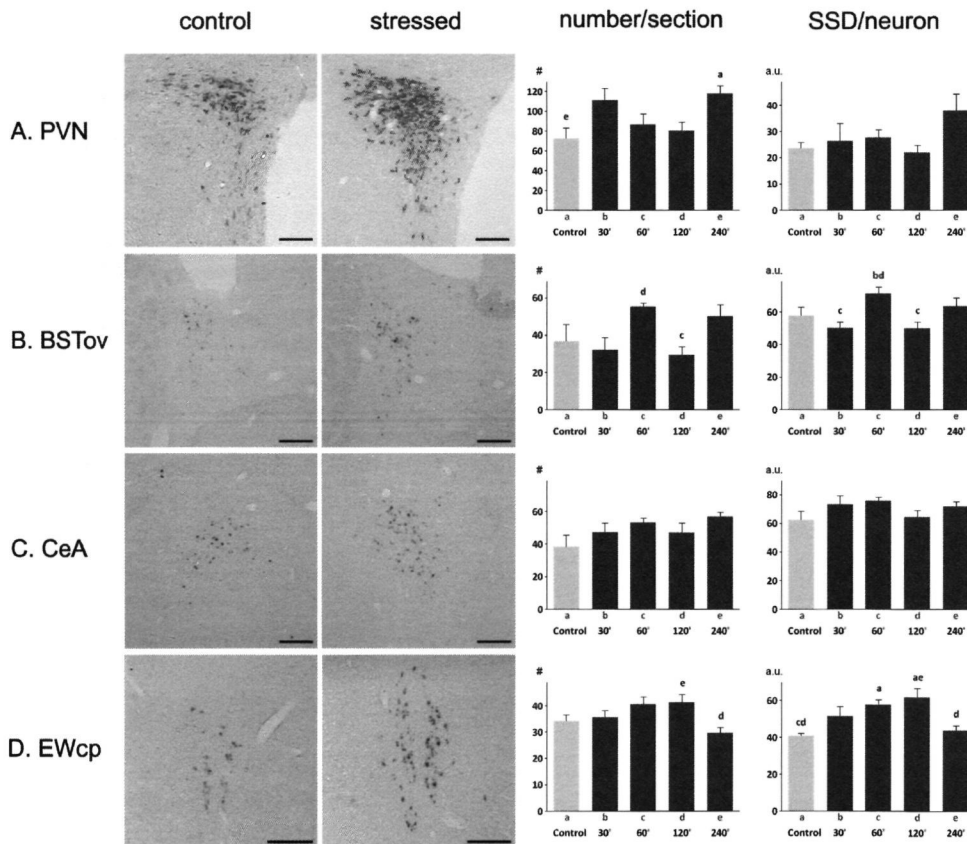 control stressed number/section SSD/neuron
A. PVN
# 120 100 80 60 40 20 0
e a
a b c d e
Control 30' 60' 120' 240'
a.u. 40 30 20 10 0
a b c d e
Control 30' 60' 120' 240'
B. BSTov
# 60 40 20 0
d c
a b c d e
Control 30' 60' 120' 240'
a.u. 60 40 20 0
c bd c
a b c d e
Control 30' 60' 120' 240'
C. CeA
# 60 40 20 0
a b c d e
Control 30' 60' 120' 240'
a.u. 80 60 40 20 0
a b c d e
Control 30' 60' 120' 240'
D. EWcp
# 40 30 20 10 0
e d
a b c d e
Control 30' 60' 120' 240'
a.u. 60 40 20 0
cd a ae d
a b c d e
Control 30' 60' 120' 240'